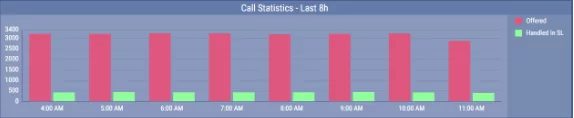 Call Statistics - Last 8h
3400
3000
2500
2000
1500
1000
500
0
4:00 AM 5:00 AM 6:00 AM 7:00 AM 8:00 AM 9:00 AM 10:00 AM 11:00 AM
Offered
Handled In SL